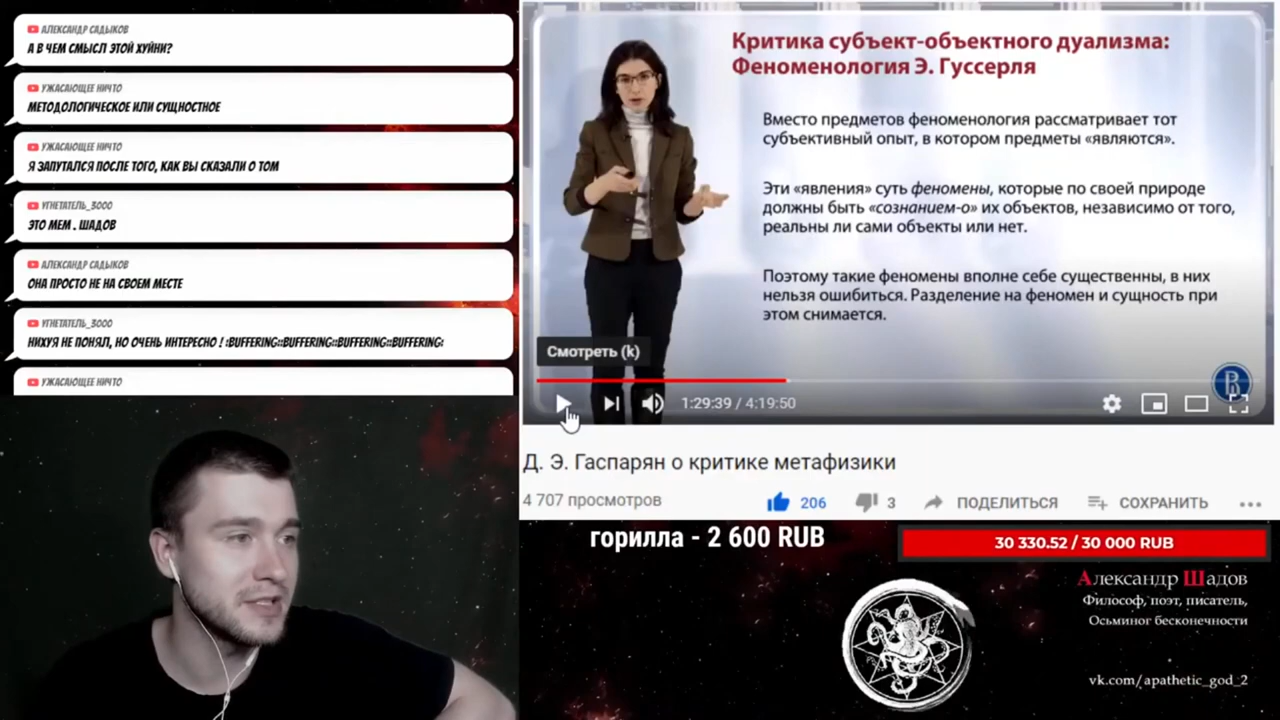 АЛЕКСАНДР САДЫКОВ
А В ЧЕМ СМЫСЛ ЭТОЙ ХУЙНИ?
УЖАСАЮЩЕЕ НИЧТО
МЕТОДОЛОГИЧЕСКОЕ ИЛИ СУЩНОСТНОЕ
УЖАСАЮЩЕЕ НИЧТО
Я ЗАПУТАЛСЯ ПОСЛЕ ТОГО, КАК ВЫ СКАЗАЛИ О ТОМ
УГНЕТАТЕЛЬ_3000
ЭТО МЕМ . ШАДОВ
АЛЕКСАНДР САДЫКОВ
ОНА ПРОСТО НЕ НА СВОЕМ МЕСТЕ
УГНЕТАТЕЛЬ_3000
НИХУЯ НЕ ПОНЯЛ, НО ОЧЕНЬ ИНТЕРЕСНО ! :BUFFERING::BUFFERING::BUFFERING::BUFFERING:
УЖАСАЮЩЕЕ НИЧТО
Критика субъект-объектного дуализма:
Феноменология Э. Гуссерля
Вместо предметов феноменология рассматривает тот
субъективный опыт, в котором предметы «являются».
Эти «явления» суть феномены, которые по своей природе
должны быть «сознанием-о» их объектов, независимо от того,
реальны ли сами объекты или нет.
Поэтому такие феномены вполне себе существенны, в них
нельзя ошибиться. Разделение на феномен и сущность при
этом снимается.
Смотреть (k)
1:29:39 / 4:19:50
Д. Э. Гаспарян о критике метафизики
4 707 просмотров
206
3
ПОДЕЛИТЬСЯ
СОХРАНИТЬ
горилла - 2 600 RUB
30 330.52 / 30 000 RUB
Александр Шадов
Философ, поэт, писатель,
Осьминог бесконечности
vk.com/apathetic_god_2